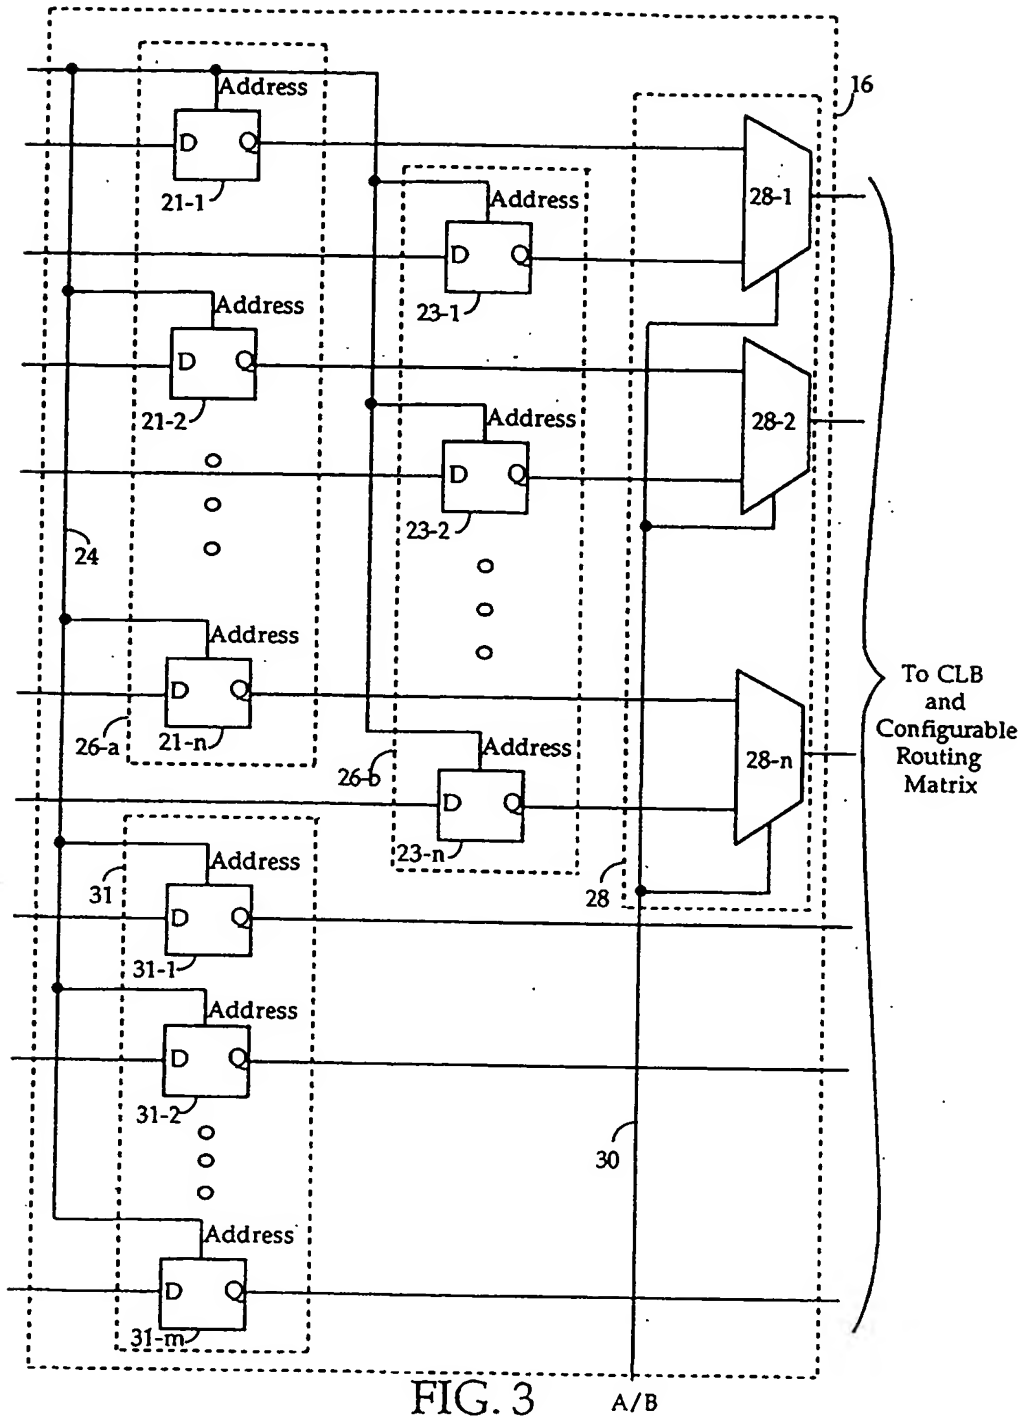 16
Address
D Q
21-1
28-1
Address
D Q
23-1
Address
D Q
21-2
28-2
Address
D Q
23-2
24
Address
D Q
26-a
21-n
To CLB
and
Configurable
Routing
Matrix
Address
D Q
26-b
23-n
28-n
28
31
Address
D Q
31-1
Address
D Q
31-2
30
Address
D Q
31-m
FIG. 3
A/B